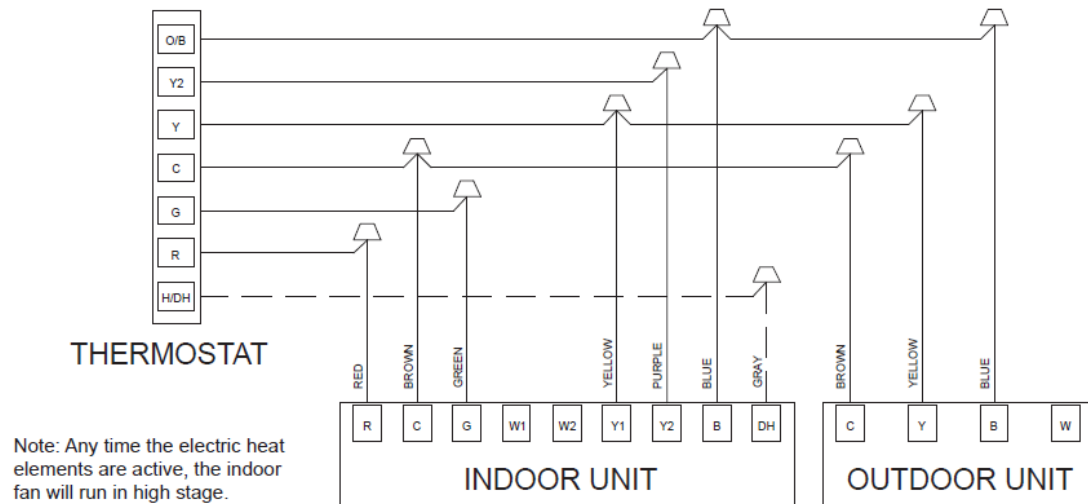 O/B
Y2
Y
C
G
R
H/DH
THERMOSTAT
RED
BROWN
GREEN
YELLOW
PURPLE
BLUE
GRAY
BROWN
YELLOW
BLUE
R C G W1 W2 Y1 Y2 B DH
C Y B W
INDOOR UNIT
OUTDOOR UNIT
Note: Any time the electric heat
elements are active, the indoor
fan will run in high stage.